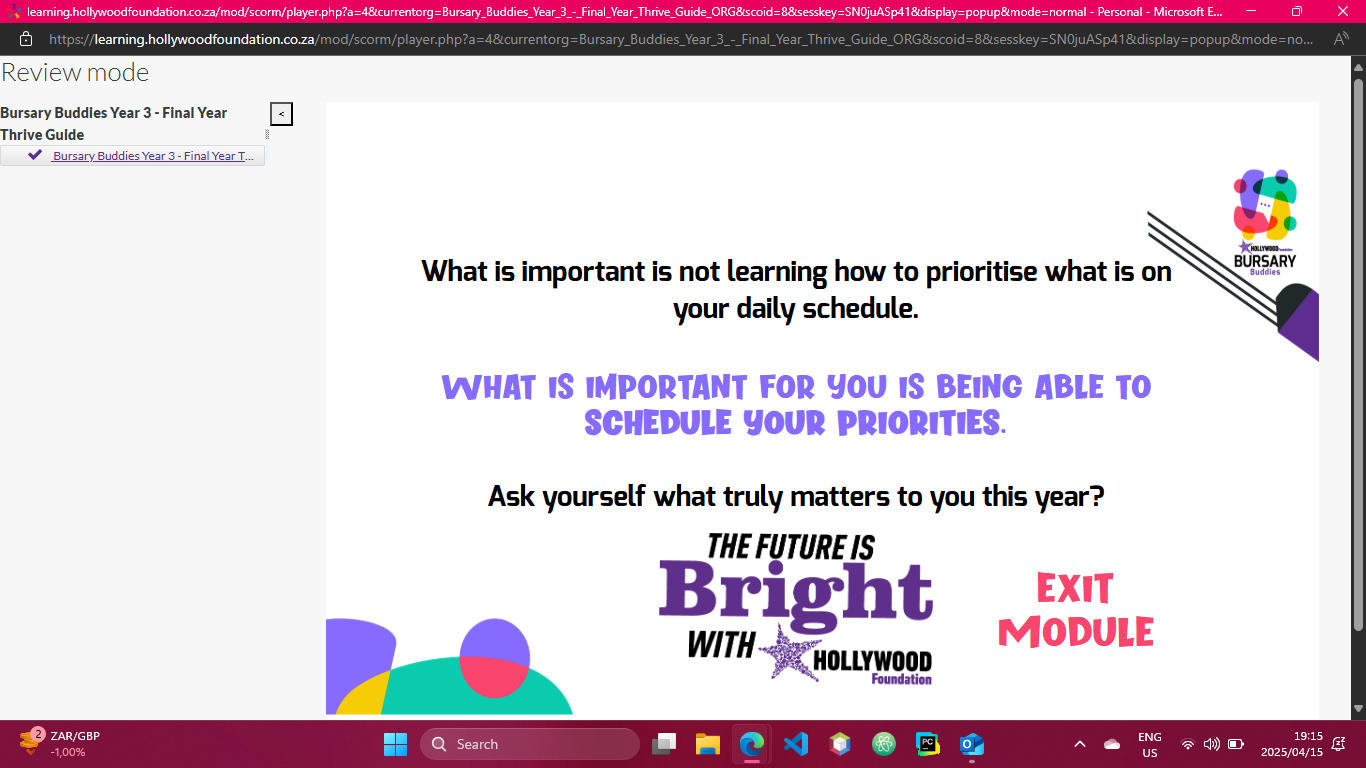 learning.hollywoodfoundation.co.za/mod/scorm/player.php?a=4&currentorg=Bursary_Buddies_Year_3_-_Final_Year_Thrive_Guide_ORG&scoid=8&sesskey=SN0juASp41&display=popup&mode=normal - Personal - Microsoft E...
https://learning.hollywoodfoundation.co.za/mod/scorm/player.php?a=4&currentorg=Bursary_Buddies_Year_3_-_Final_Year_Thrive_Guide_ORG&scoid=8&sesskey=SN0juASp41&display=popup&mode=no...
Review mode
Bursary Buddies Year 3 - Final Year
Thrive Guide
<
Bursary Buddies Year 3 - Final Year T...
HOLLYWOOD Foundation
BURSARY
Buddies
What is important is not learning how to prioritise what is on
your daily schedule.
WHAT IS IMPORTANT FOR YOU IS BEING ABLE TO
SCHEDULE YOUR PRIORITIES.
Ask yourself what truly matters to you this year?
THE FUTURE IS
Bright
WITH HOLLYWOOD
Foundation
EXIT
MODULE
2
ZAR/GBP
-1,00%
Search
PC
ENG
US
19:15
2025/04/15